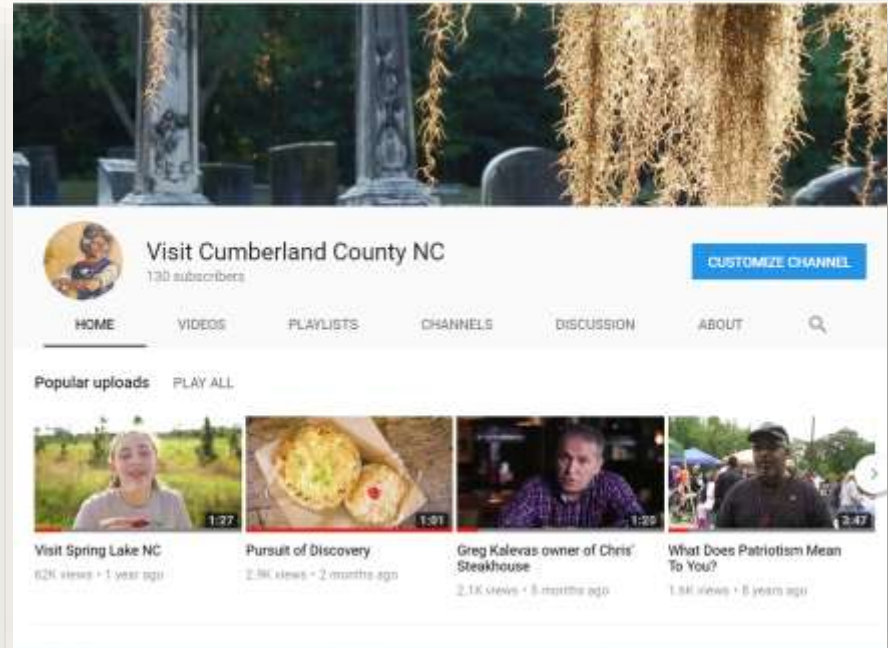 Visit Cumberland County NC
130 subscribers
CUSTOMIZE CHANNEL
HOME VIDEOS PLAYLISTS CHANNELS DISCUSSION ABOUT
Popular uploads PLAY ALL
1:27 1:01 1:20 3:47
Visit Spring Lake NC
62K views • 1 year ago
Pursuit of Discovery
2.9K views • 2 months ago
Greg Kalevas owner of Chris'
Steakhouse
2.1K views • 5 months ago
What Does Patriotism Mean
To You?
1.6K views • 8 years ago